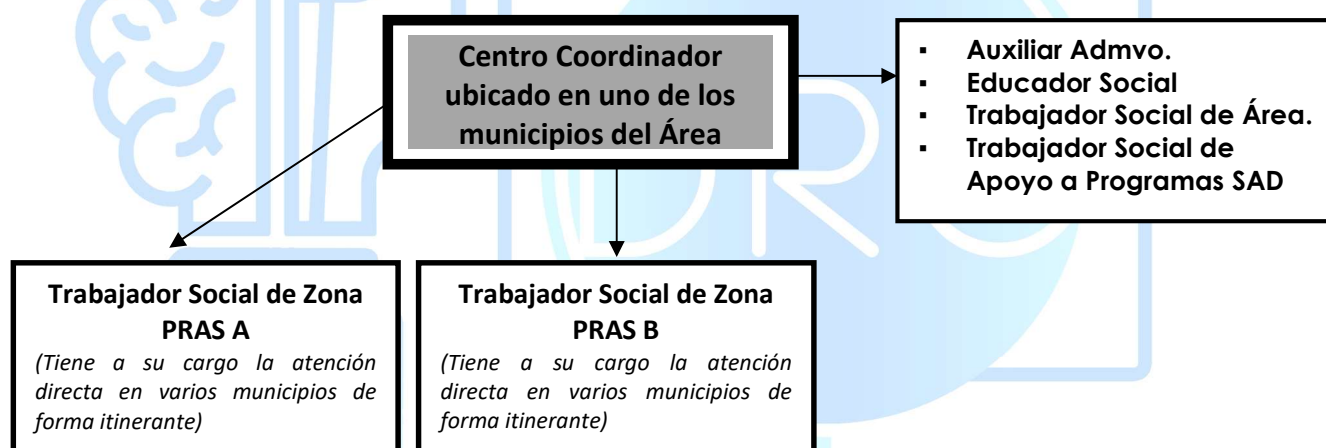 Centro Coordinador
ubicado en uno de los
municipios del Área
▪ Auxiliar Admvo.
▪ Educador Social
▪ Trabajador Social de Área.
▪ Trabajador Social de
Apoyo a Programas SAD
Trabajador Social de Zona
PRAS A
(Tiene a su cargo la atención
directa en varios municipios de
forma itinerante)
Trabajador Social de Zona
PRAS B
(Tiene a su cargo la atención
directa en varios municipios de
forma itinerante)